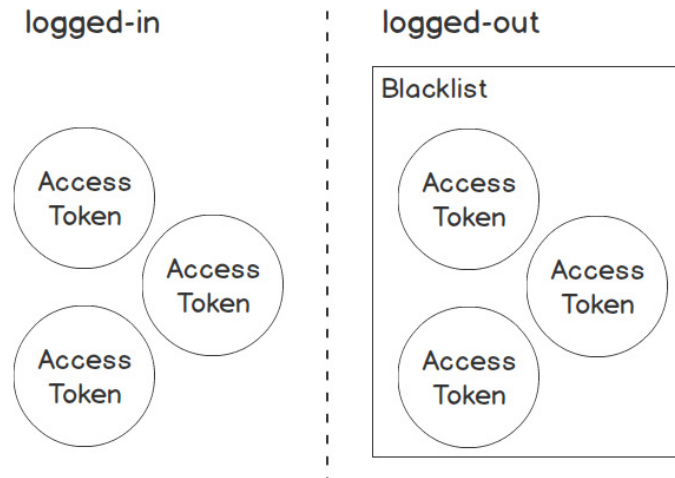 logged-in
Access
Token
Access
Token
Access
Token
logged-out
Blacklist
Access
Token
Access
Token
Access
Token